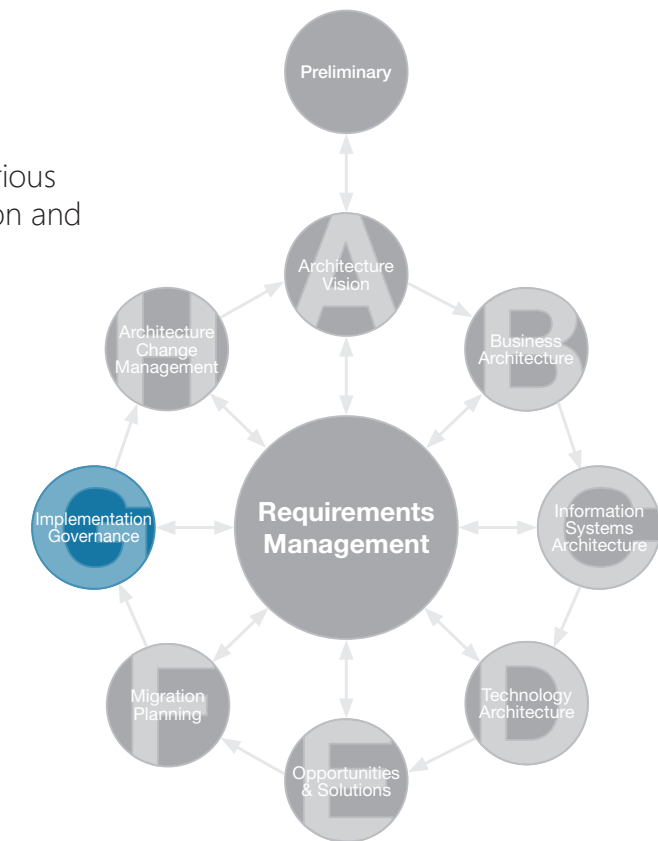 Preliminary
rious
on and
A
Architecture
Vision
H
Architecture
Change
Management
B
Business
Architecture
G
Implementation
Governance
Requirements
Management
C
Information
Systems
Architecture
F
Migration
Planning
D
Technology
Architecture
E
Opportunities
& Solutions